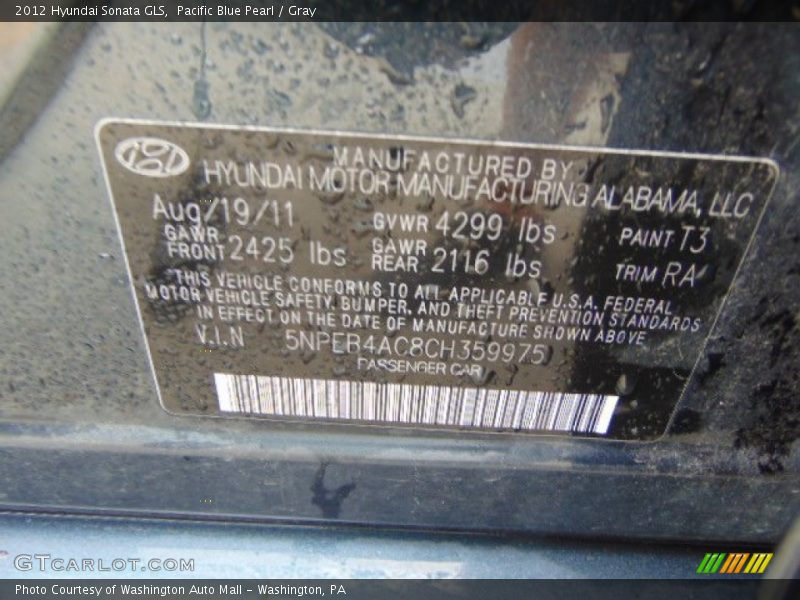 2012 Hyundai Sonata GLS, Pacific Blue Pearl / Gray
MANUFACTURED BY
HYUNDAI MOTOR MANUFACTURING ALABAMA, LLC
Aug/19/11 GVWR 4299 lbs PAINT T3
GAWR FRONT 2425 lbs GAWR REAR 2116 lbs TRIM RA
THIS VEHICLE CONFORMS TO ALL APPLICABLE U.S.A. FEDERAL
MOTOR VEHICLE SAFETY, BUMPER, AND THEFT PREVENTION STANDARDS
IN EFFECT ON THE DATE OF MANUFACTURE SHOWN ABOVE
V.I.N 5NPER4AC8CH359975
PASSENGER CAR
GTCARLOT.COM
Photo Courtesy of Washington Auto Mall - Washington, PA